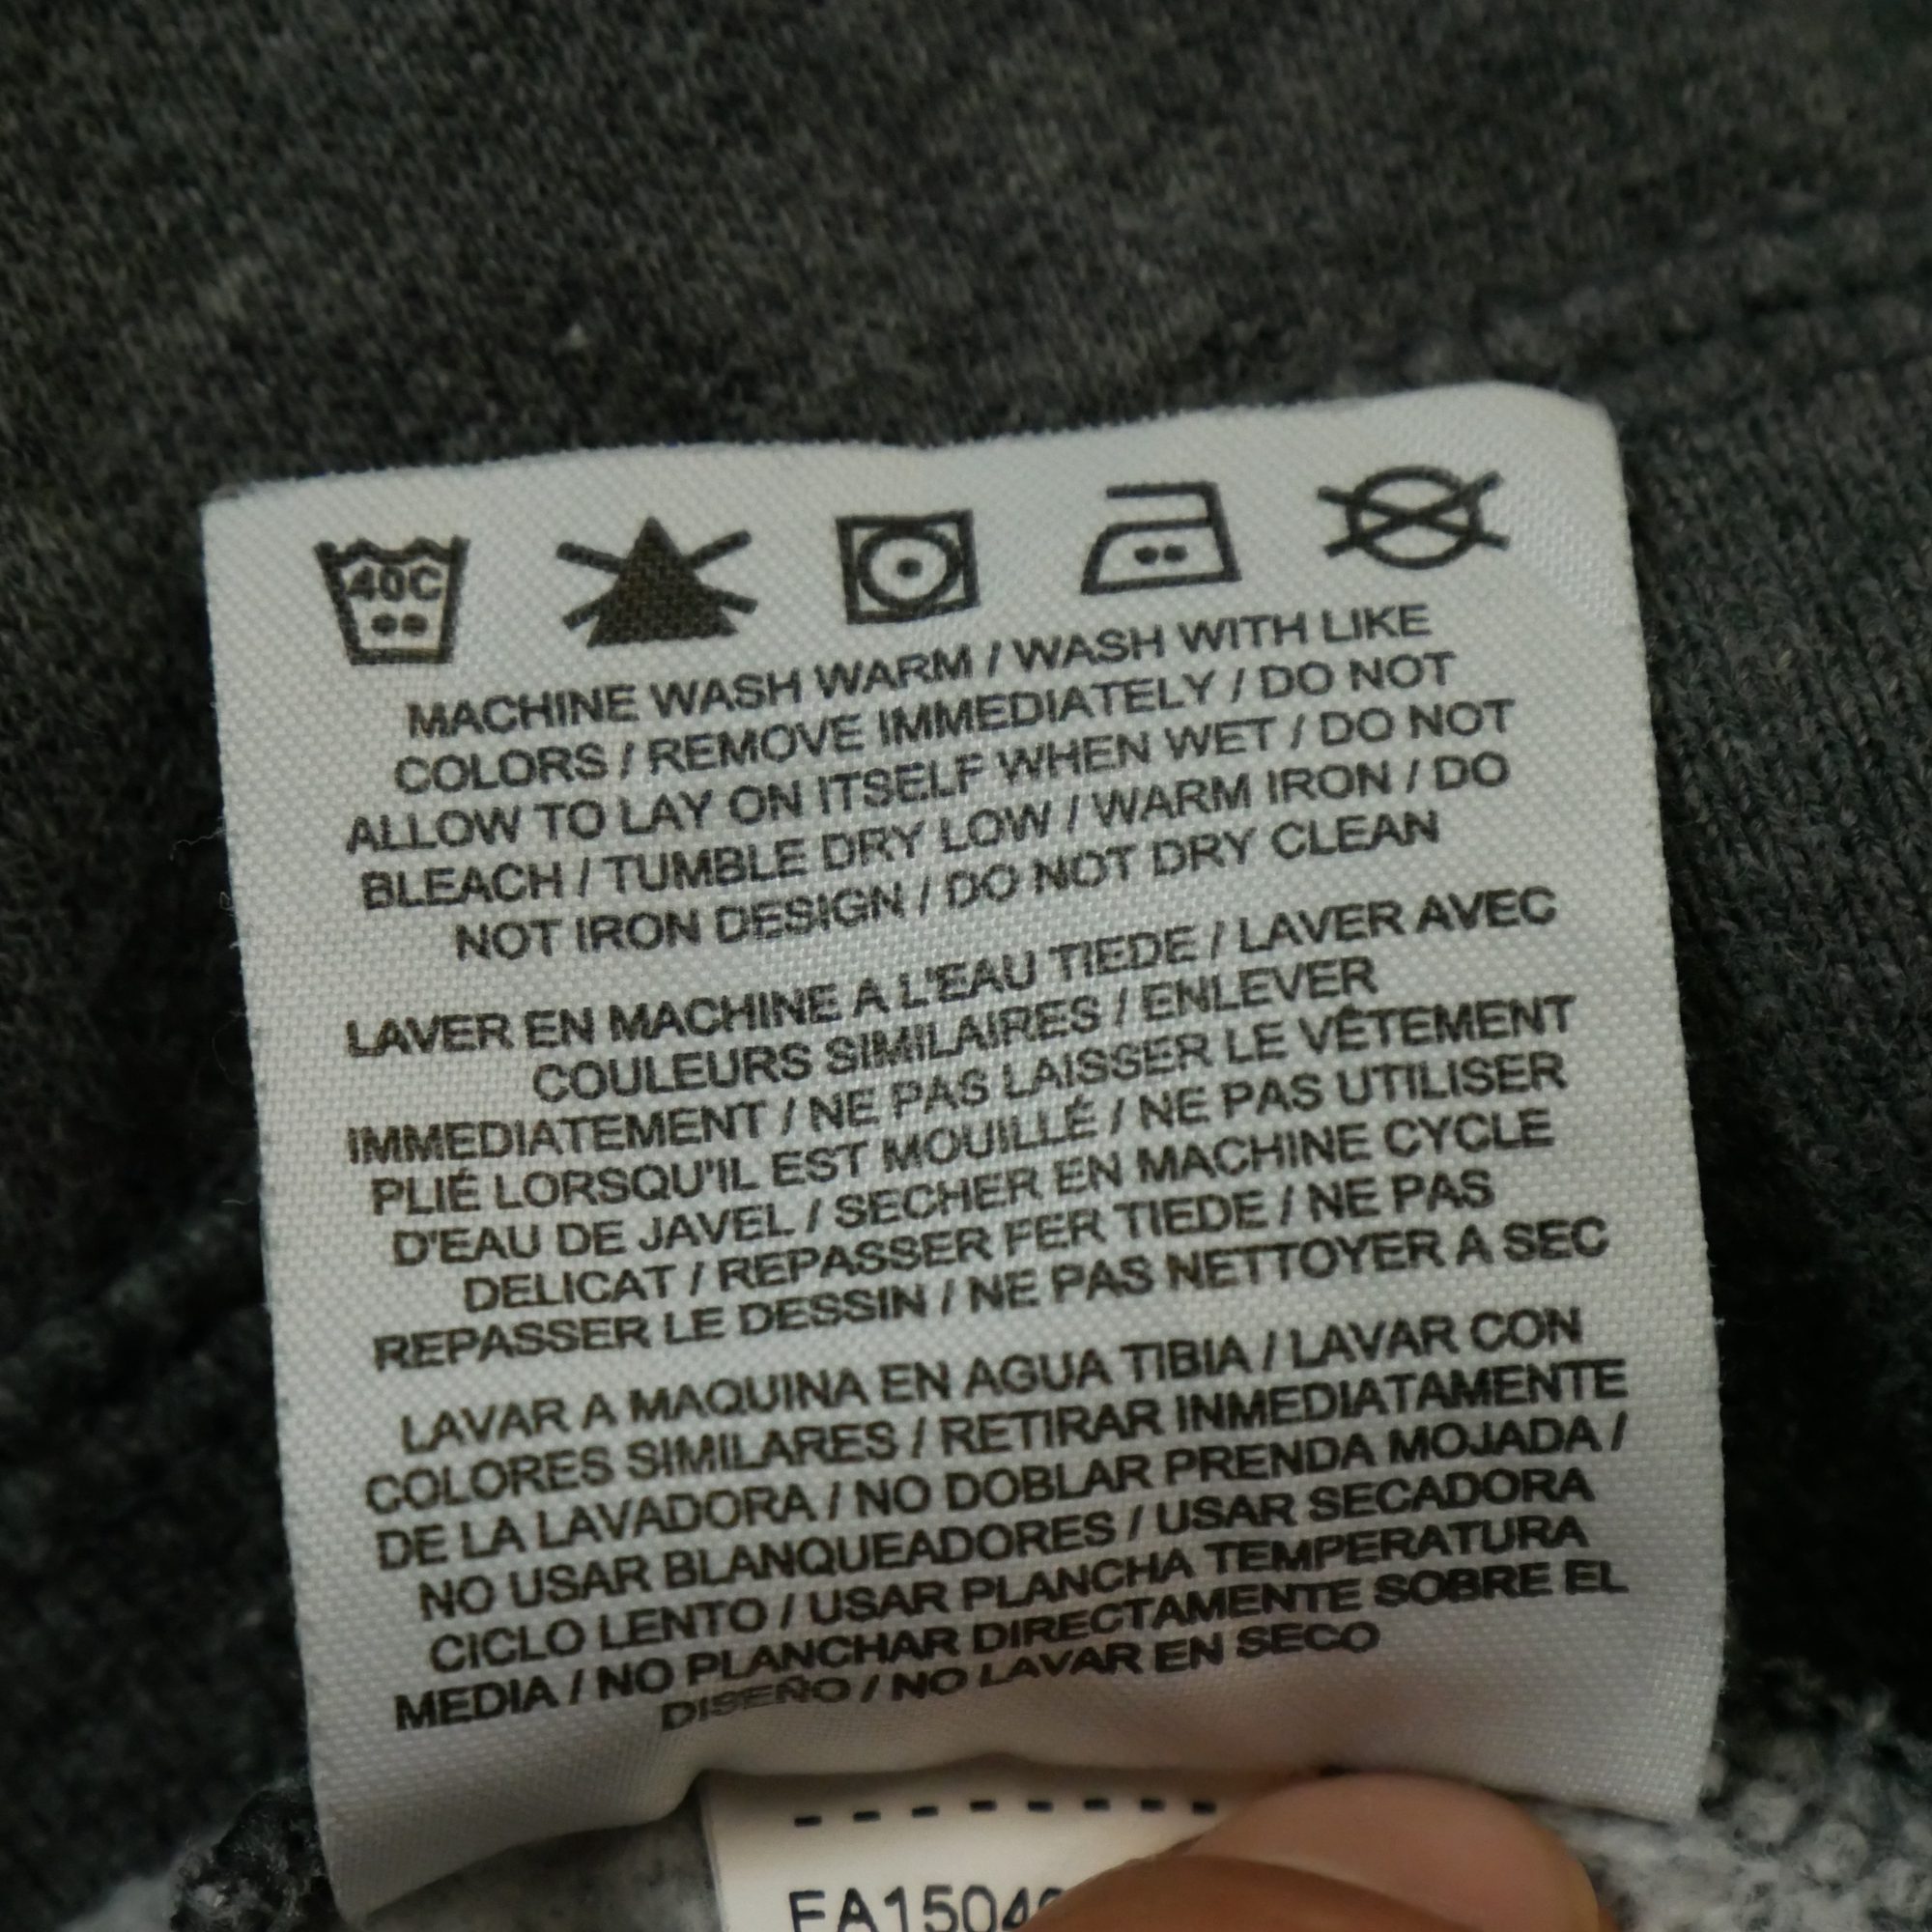 40C
MACHINE WASH WARM / WASH WITH LIKE
COLORS / REMOVE IMMEDIATELY / DO NOT
ALLOW TO LAY ON ITSELF WHEN WET / DO NOT
BLEACH / TUMBLE DRY LOW / WARM IRON / DO
NOT IRON DESIGN / DO NOT DRY CLEAN
LAVER EN MACHINE A L'EAU TIEDE / LAVER AVEC
COULEURS SIMILAIRES / ENLEVER
IMMEDIATEMENT / NE PAS LAISSER LE VÊTEMENT
PLIÉ LORSQU'IL EST MOUILLÉ / NE PAS UTILISER
D'EAU DE JAVEL / SECHER EN MACHINE CYCLE
DELICAT / REPASSER FER TIEDE / NE PAS
REPASSER LE DESSIN / NE PAS NETTOYER A SEC
LAVAR A MAQUINA EN AGUA TIBIA / LAVAR CON
COLORES SIMILARES / RETIRAR INMEDIATAMENTE
DE LA LAVADORA / NO DOBLAR PRENDA MOJADA /
NO USAR BLANQUEADORES / USAR SECADORA
CICLO LENTO / USAR PLANCHA TEMPERATURA
MEDIA / NO PLANCHAR DIRECTAMENTE SOBRE EL
DISEÑO / NO LAVAR EN SECO